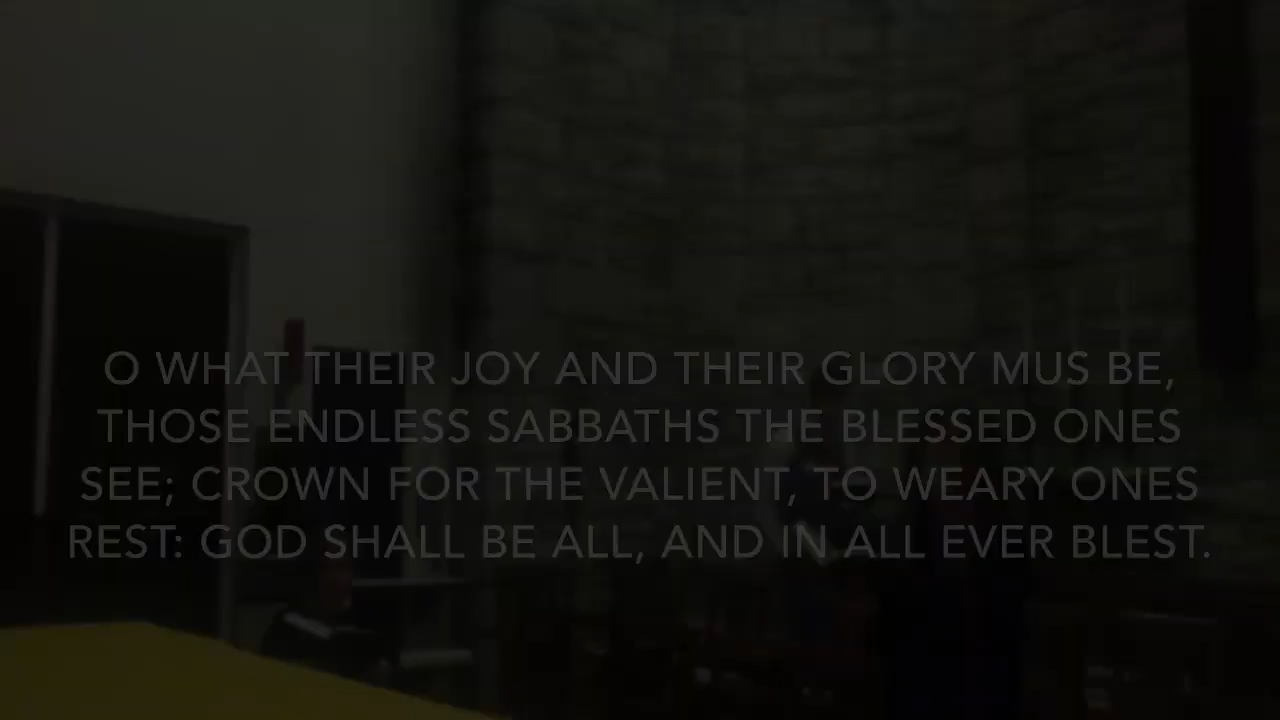 O WHAT THEIR JOY AND THEIR GLORY MUS BE,
THOSE ENDLESS SABBATHS THE BLESSED ONES
SEE; CROWN FOR THE VALIENT, TO WEARY ONES
REST: GOD SHALL BE ALL, AND IN ALL EVER BLEST.